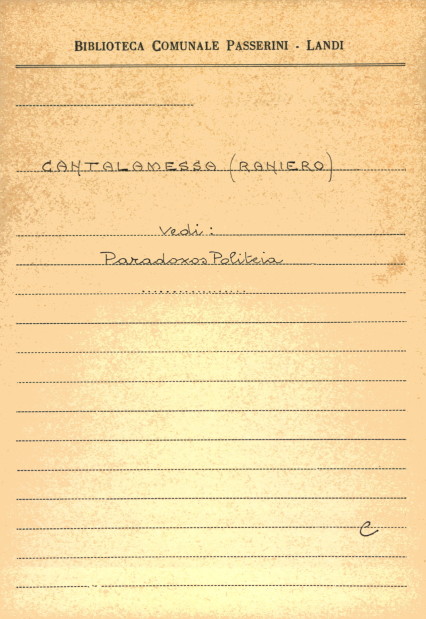 BIBLIOTECA COMUNALE PASSERINI - LANDI
CANTALAMESSA (RANIERO)
Vedi:
Paradoxos Politeia
................
C